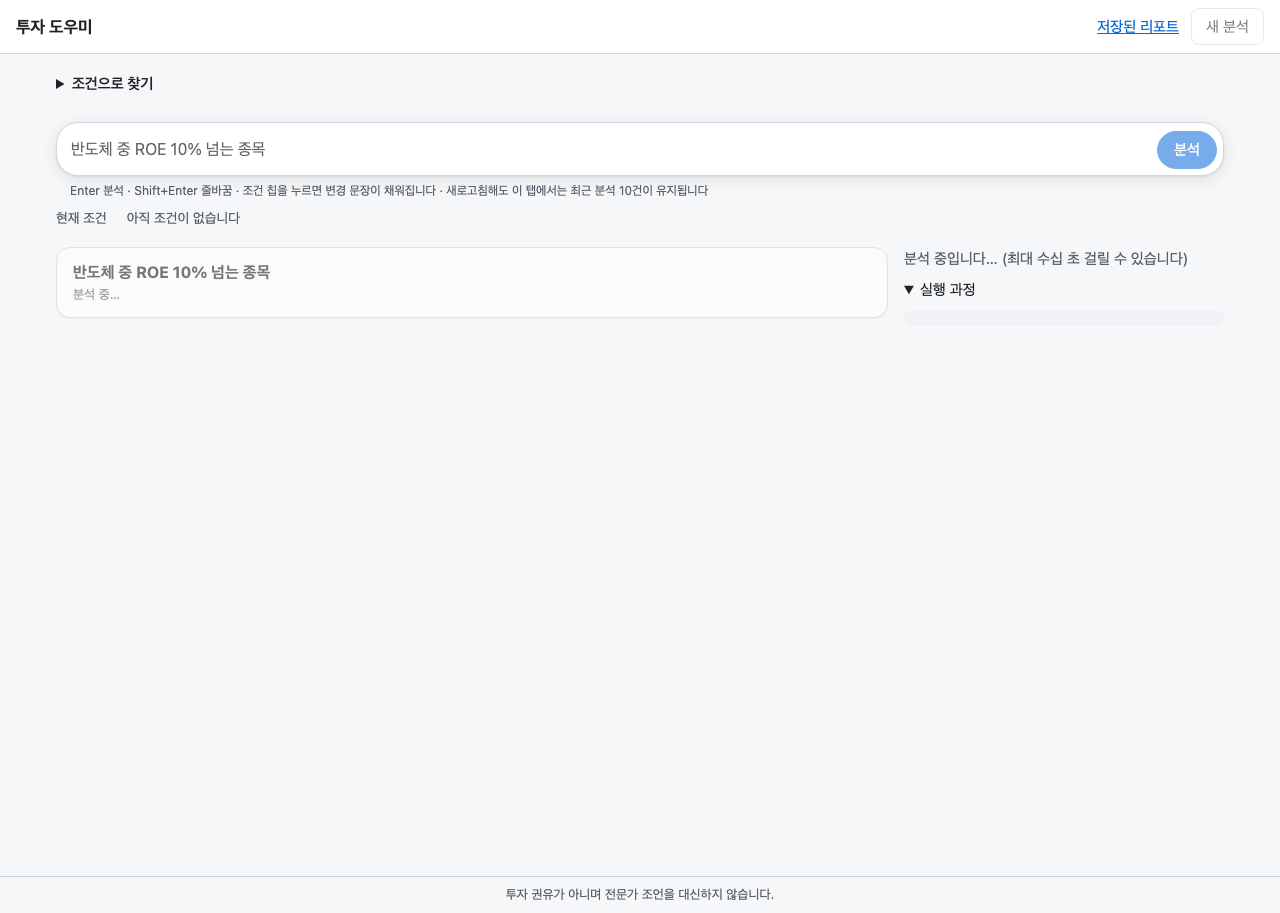 투자 도우미
저장된 리포트
새 분석
▶ 조건으로 찾기
반도체 중 ROE 10% 넘는 종목
분석
Enter 분석 · Shift+Enter 줄바꿈 · 조건 칩을 누르면 변경 문장이 채워집니다 · 새로고침해도 이 탭에서는 최근 분석 10건이 유지됩니다
현재 조건 아직 조건이 없습니다
반도체 중 ROE 10% 넘는 종목
분석 중…
분석 중입니다… (최대 수십 초 걸릴 수 있습니다)
▼ 실행 과정
투자 권유가 아니며 전문가 조언을 대신하지 않습니다.